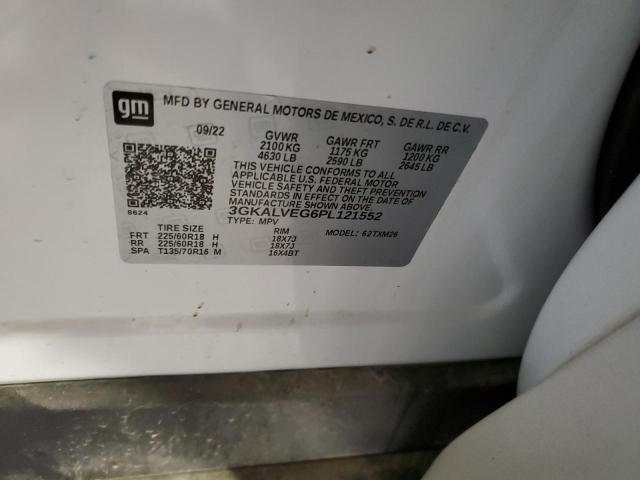 gm MFD BY GENERAL MOTORS DE MEXICO, S. DE R.L. DE C.V.
09/22 GVWR GAWR FRT GAWR RR
2100 KG 1175 KG 1200 KG
4630 LB 2590 LB 2645 LB
THIS VEHICLE CONFORMS TO ALL
APPLICABLE U.S. FEDERAL MOTOR
VEHICLE SAFETY AND THEFT
PREVENTION STANDARDS IN
EFFECT ON THE DATE OF
MANUFACTURE SHOWN ABOVE.
8624 3GKALVEG6PL121552
TYPE: MPV MODEL: 62TXM26
TIRE SIZE RIM
FRT 225/60R18 H 18X7J
RR 225/60R18 H 18X7J
SPA T135/70R16 M 16X4BT